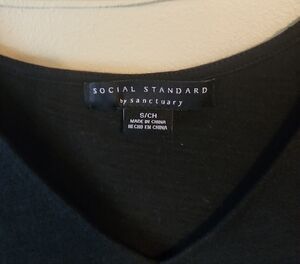 SOCIAL STANDARD
by sanctuary
S/CH
MADE IN CHINA
HECHO EN CHINA